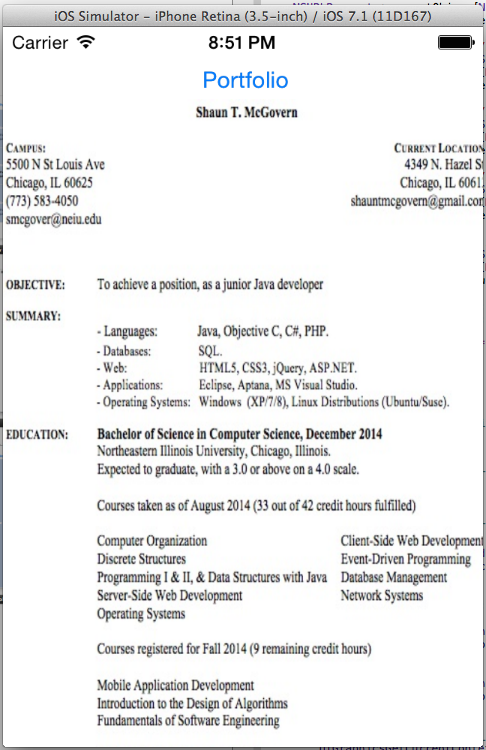 iOS Simulator - iPhone Retina (3.5-inch) / iOS 7.1 (11D167)
Carrier 8:51 PM
Portfolio
Shaun T. McGovern
CAMPUS: CURRENT LOCATION
5500 N St Louis Ave 4349 N. Hazel St
Chicago, IL 60625 Chicago, IL 6061
(773) 583-4050 shauntmcgovern@gmail.com
smcgover@neiu.edu
OBJECTIVE: To achieve a position, as a junior Java developer
SUMMARY:
- Languages: Java, Objective C, C#, PHP.
- Databases: SQL.
- Web: HTML5, CSS3, jQuery, ASP.NET.
- Applications: Eclipse, Aptana, MS Visual Studio.
- Operating Systems: Windows (XP/7/8), Linux Distributions (Ubuntu/Suse).
EDUCATION: Bachelor of Science in Computer Science, December 2014
Northeastern Illinois University, Chicago, Illinois.
Expected to graduate, with a 3.0 or above on a 4.0 scale.
Courses taken as of August 2014 (33 out of 42 credit hours fulfilled)
Computer Organization Client-Side Web Development
Discrete Structures Event-Driven Programming
Programming I & II, & Data Structures with Java Database Management
Server-Side Web Development Network Systems
Operating Systems
Courses registered for Fall 2014 (9 remaining credit hours)
Mobile Application Development
Introduction to the Design of Algorithms
Fundamentals of Software Engineering